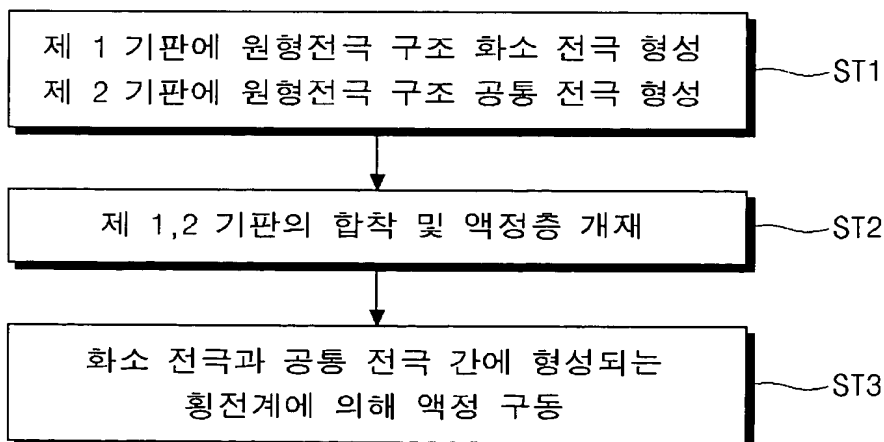 제 1 기판에 원형전극 구조 화소 전극 형성
제 2 기판에 원형전극 구조 공통 전극 형성
ST1
제 1,2 기판의 합착 및 액정층 개재
ST2
화소 전극과 공통 전극 간에 형성되는
횡전계에 의해 액정 구동
ST3